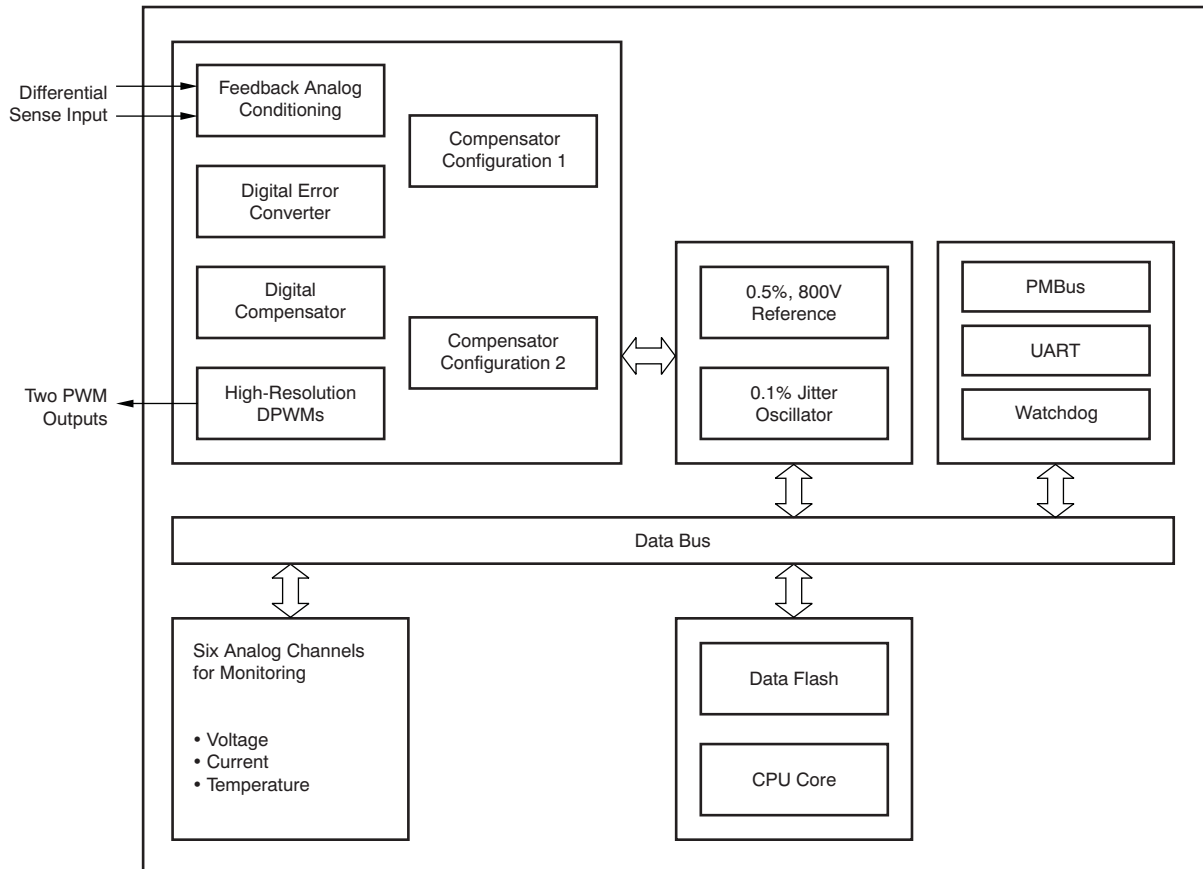 Differential
Sense Input
Feedback Analog
Conditioning
Compensator
Configuration 1
Digital Error
Converter
Digital
Compensator
Compensator
Configuration 2
Two PWM
Outputs
High-Resolution
DPWMs
0.5%, 800V
Reference
0.1% Jitter
Oscillator
PMBus
UART
Watchdog
Data Bus
Six Analog Channels
for Monitoring
• Voltage
• Current
• Temperature
Data Flash
CPU Core